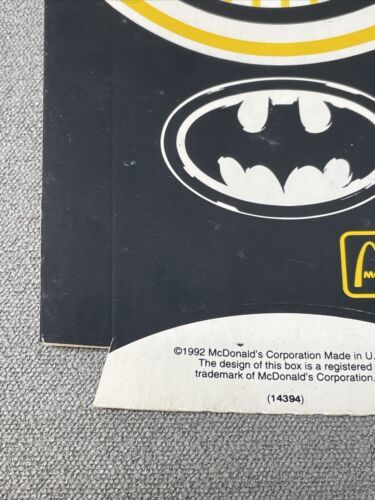 ©1992 McDonald's Corporation Made in U.
The design of this box is a registered
trademark of McDonald's Corporation.
(14394)